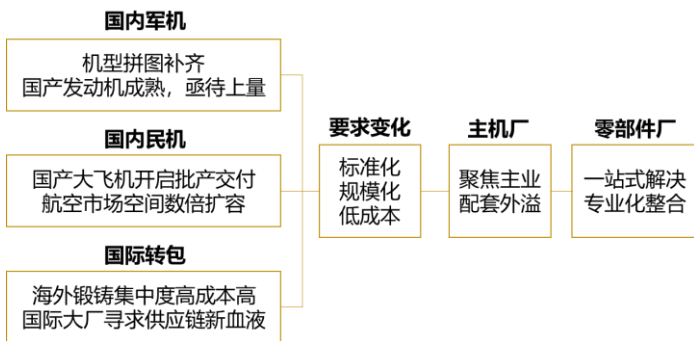 国内军机
机型拼图补齐
国产发动机成熟，亟待上量
国内民机
国产大飞机开启批产交付
航空市场空间数倍扩容
国际转包
海外锻铸集中度高成本高
国际大厂寻求供应链新血液
要求变化
标准化
规模化
低成本
主机厂
聚焦主业
配套外溢
零部件厂
一站式解决
专业化整合